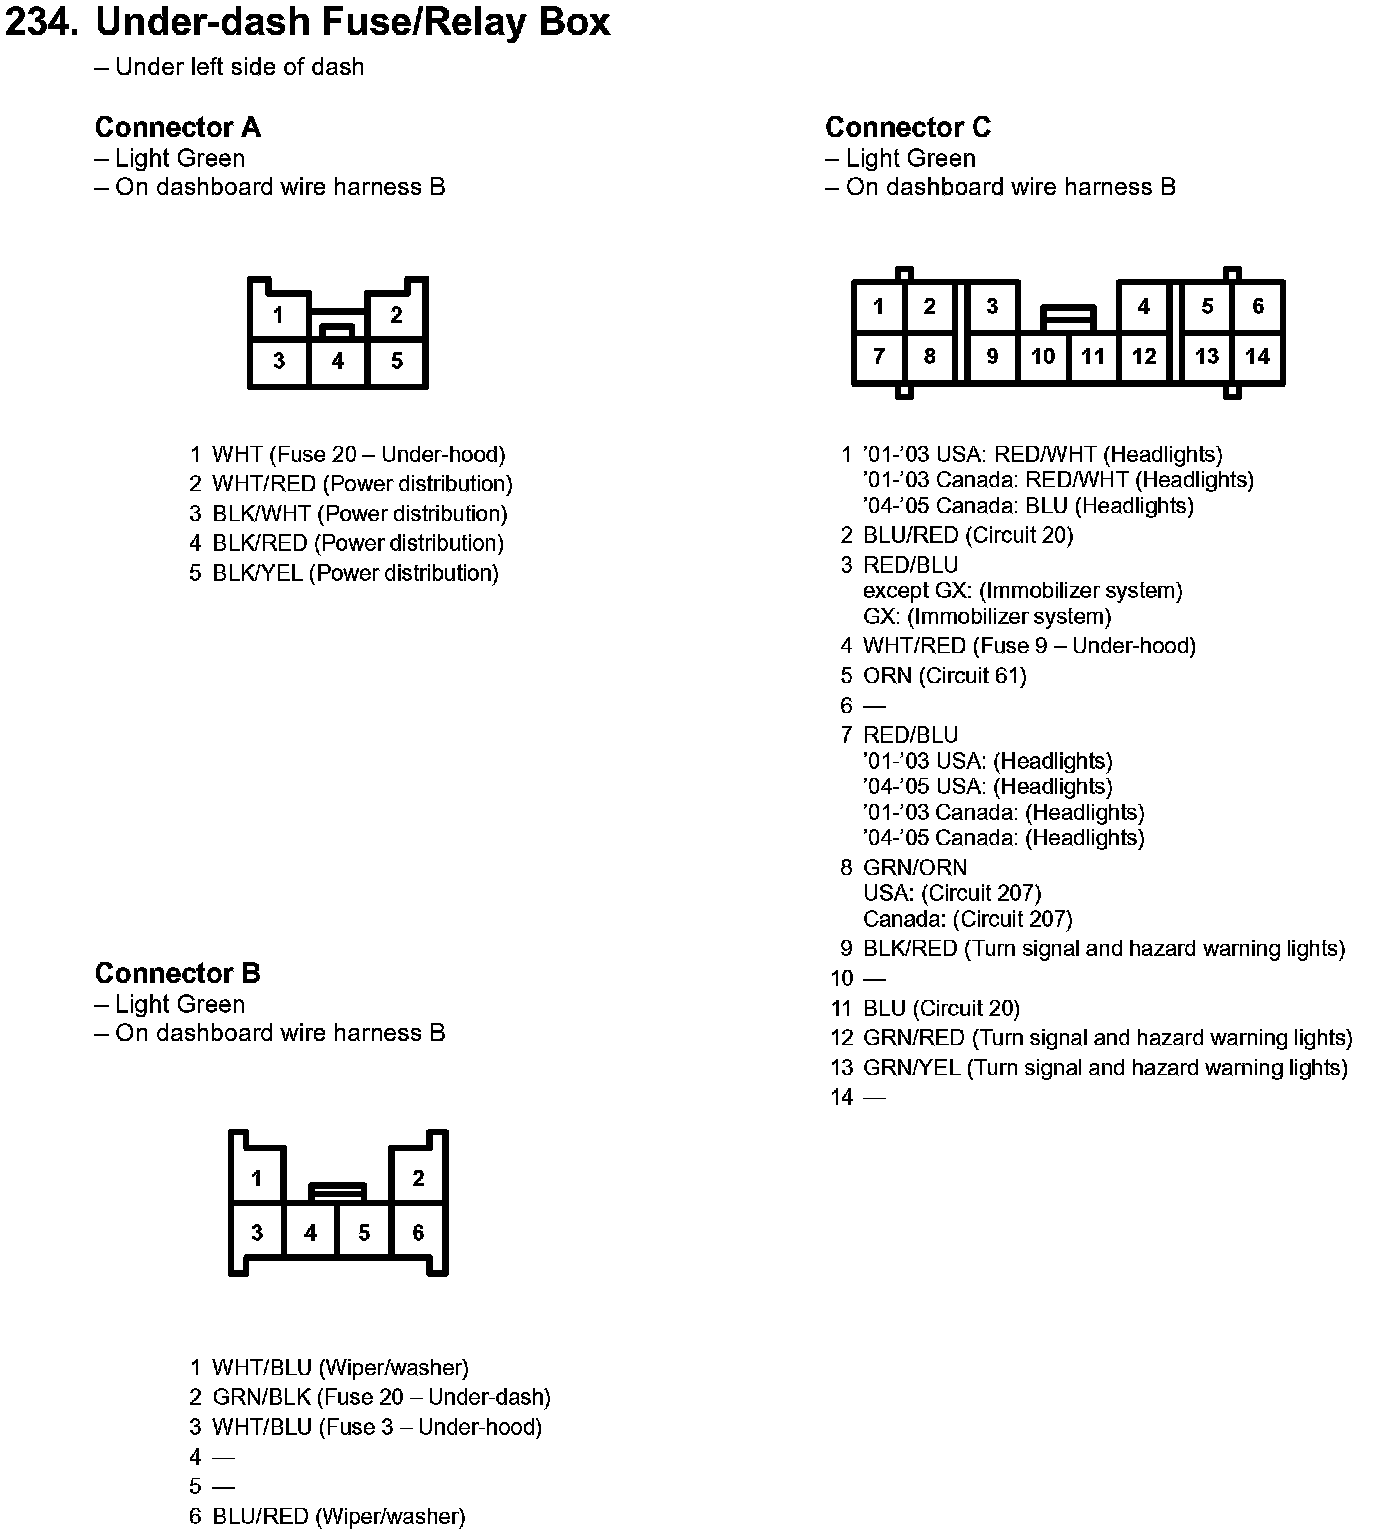 234. Under-dash Fuse/Relay Box
– Under left side of dash
Connector A
– Light Green
– On dashboard wire harness B
1 2
3 4 5
1 WHT (Fuse 20 – Under-hood)
2 WHT/RED (Power distribution)
3 BLK/WHT (Power distribution)
4 BLK/RED (Power distribution)
5 BLK/YEL (Power distribution)
Connector B
– Light Green
– On dashboard wire harness B
1 2
3 4 5 6
1 WHT/BLU (Wiper/washer)
2 GRN/BLK (Fuse 20 – Under-dash)
3 WHT/BLU (Fuse 3 – Under-hood)
4 —
5 —
6 BLU/RED (Wiper/washer)
Connector C
– Light Green
– On dashboard wire harness B
1 2 3 4 5 6
7 8 9 10 11 12 13 14
1 ’01-’03 USA: RED/WHT (Headlights)
’01-’03 Canada: RED/WHT (Headlights)
’04-’05 Canada: BLU (Headlights)
2 BLU/RED (Circuit 20)
3 RED/BLU
except GX: (Immobilizer system)
GX: (Immobilizer system)
4 WHT/RED (Fuse 9 – Under-hood)
5 ORN (Circuit 61)
6 —
7 RED/BLU
’01-’03 USA: (Headlights)
’04-’05 USA: (Headlights)
’01-’03 Canada: (Headlights)
’04-’05 Canada: (Headlights)
8 GRN/ORN
USA: (Circuit 207)
Canada: (Circuit 207)
9 BLK/RED (Turn signal and hazard warning lights)
10 —
11 BLU (Circuit 20)
12 GRN/RED (Turn signal and hazard warning lights)
13 GRN/YEL (Turn signal and hazard warning lights)
14 —